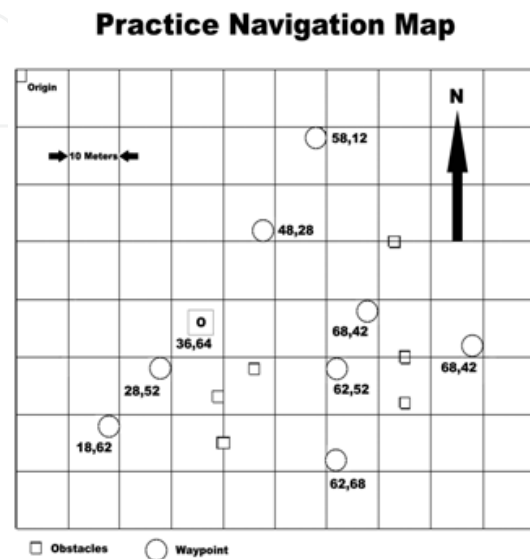 Practice Navigation Map
Origin
N
10 Meters
58,12
48,28
O
36,64
68,42
68,42
28,52
62,52
18,62
62,68
Obstacles
Waypoint